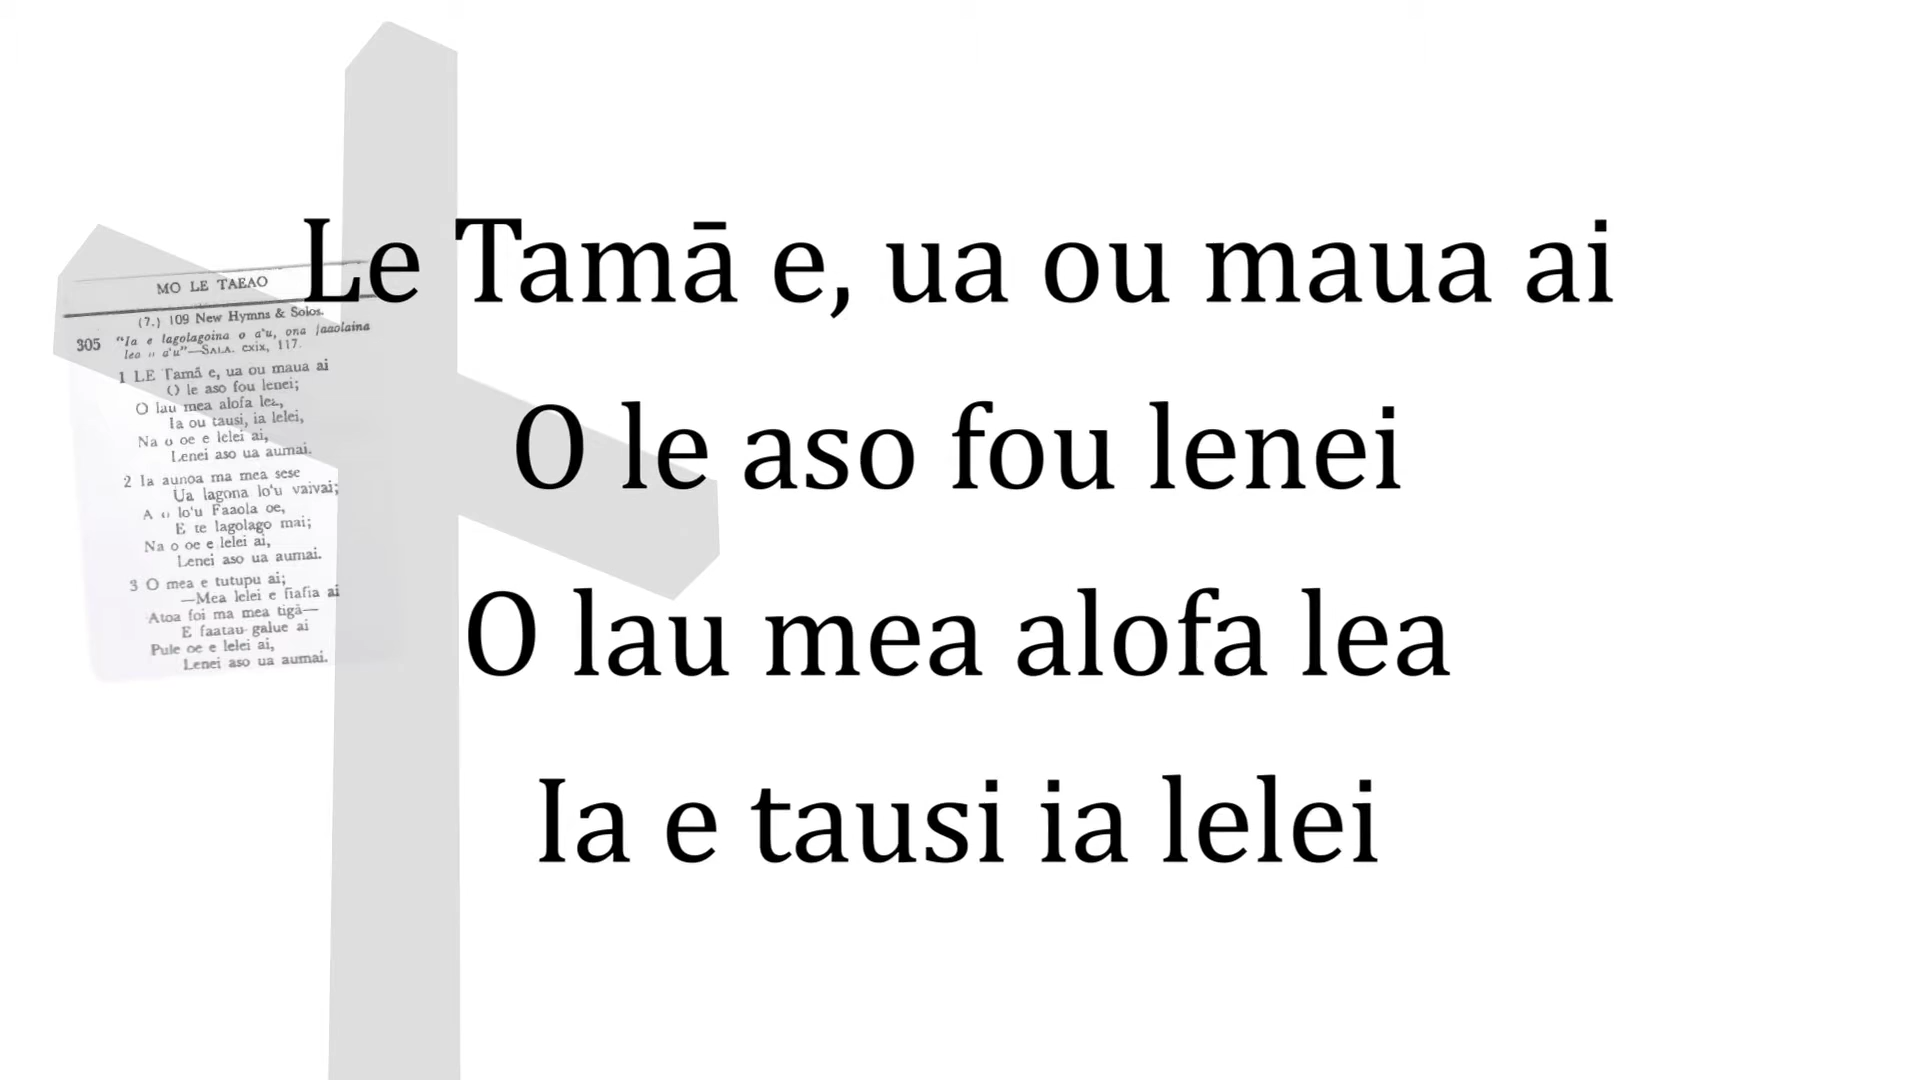 Le Tamā e, ua ou maua ai
O le aso fou lenei
O lau mea alofa lea
Ia e tausi ia lelei
MO LE TAEAO
(7.) 109 New Hymns & Solos.
305 "Ia e lagolagoina o a'u, ona faaolaina
lea o a'u"—SALA. cxix, 117.
1 LE Tamā e, ua ou maua ai
O le aso fou lenei;
O lau mea alofa lea,
Ia ou tausi, ia lelei,
Na o oe e lelei ai,
Lenei aso ua aumai.
2 Ia aunoa ma mea sese
Ua lagona lo'u vaivai;
A o lo'u Faaola oe,
E te lagolago mai;
Na o oe e lelei ai,
Lenei aso ua aumai.
3 O mea e tutupu ai;
—Mea lelei e fiafia ai
Atoa foi ma mea tigā—
E faatau galue ai
Pule oe e lelei ai,
Lenei aso ua aumai.